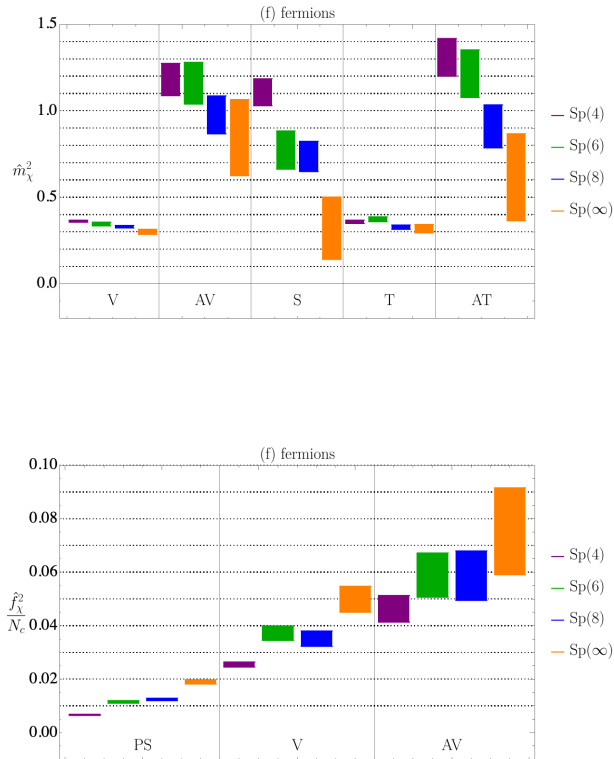 (f) fermions
1.5
1.0
0.5
0.0
m̂²χ
V AV S T AT
Sp(4)
Sp(6)
Sp(8)
Sp(∞)
(f) fermions
0.10
0.08
0.06
0.04
0.02
0.00
f̂²χ
Nc
PS V AV
Sp(4)
Sp(6)
Sp(8)
Sp(∞)